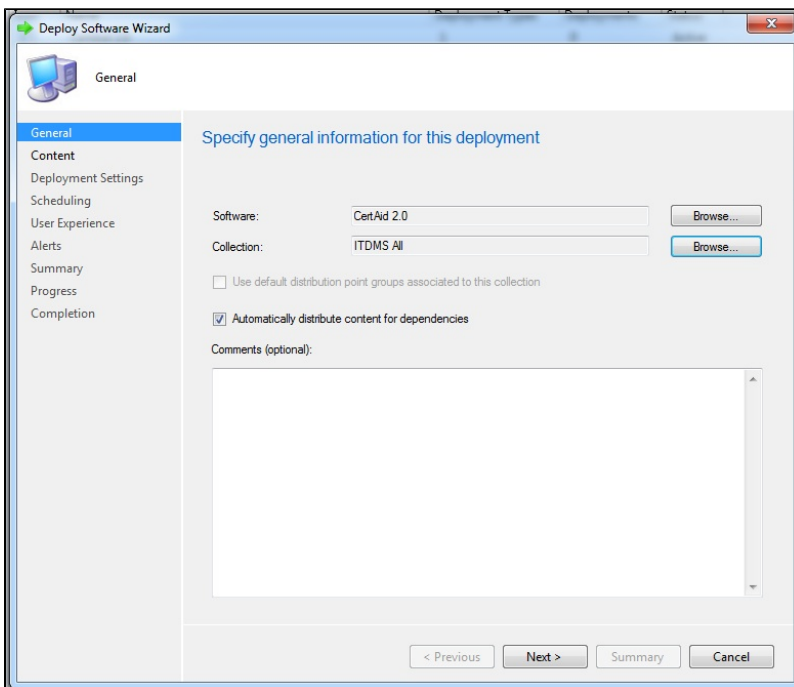 Deploy Software Wizard
General
General
Content
Deployment Settings
Scheduling
User Experience
Alerts
Summary
Progress
Completion
Specify general information for this deployment
Software: CertAid 2.0 Browse...
Collection: ITDMS All Browse...
Use default distribution point groups associated to this collection
Automatically distribute content for dependencies
Comments (optional):
< Previous Next > Summary Cancel